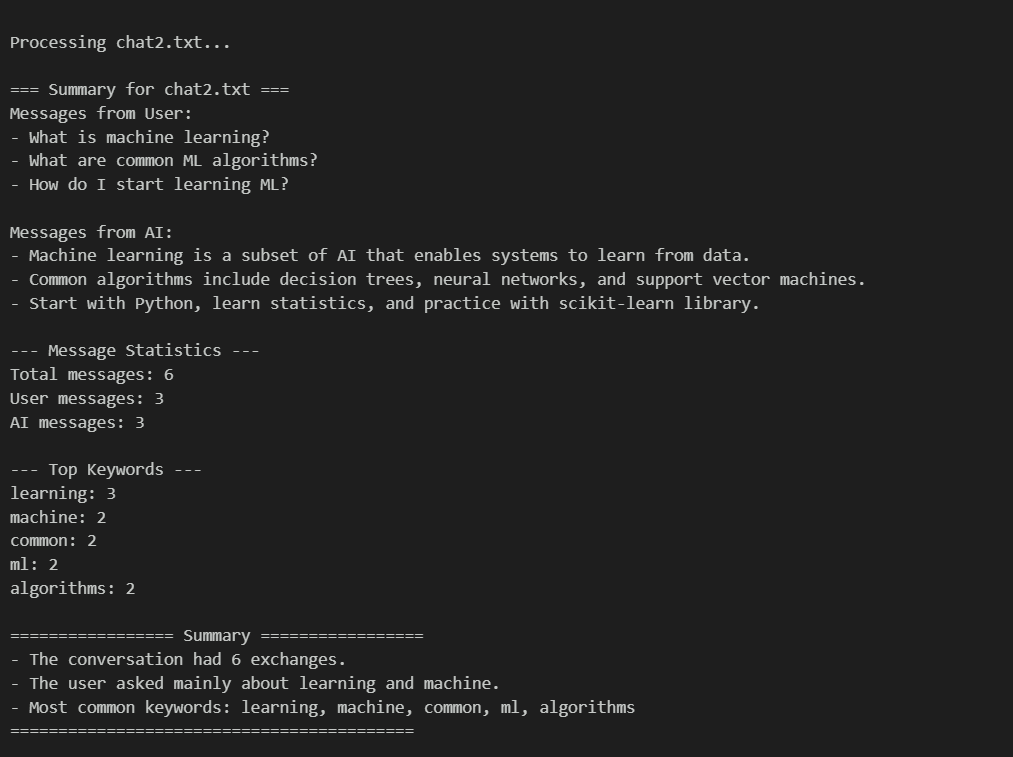 Processing chat2.txt...
=== Summary for chat2.txt ===
Messages from User:
- What is machine learning?
- What are common ML algorithms?
- How do I start learning ML?
Messages from AI:
- Machine learning is a subset of AI that enables systems to learn from data.
- Common algorithms include decision trees, neural networks, and support vector machines.
- Start with Python, learn statistics, and practice with scikit-learn library.
--- Message Statistics ---
Total messages: 6
User messages: 3
AI messages: 3
--- Top Keywords ---
learning: 3
machine: 2
common: 2
ml: 2
algorithms: 2
================= Summary =================
- The conversation had 6 exchanges.
- The user asked mainly about learning and machine.
- Most common keywords: learning, machine, common, ml, algorithms
==========================================